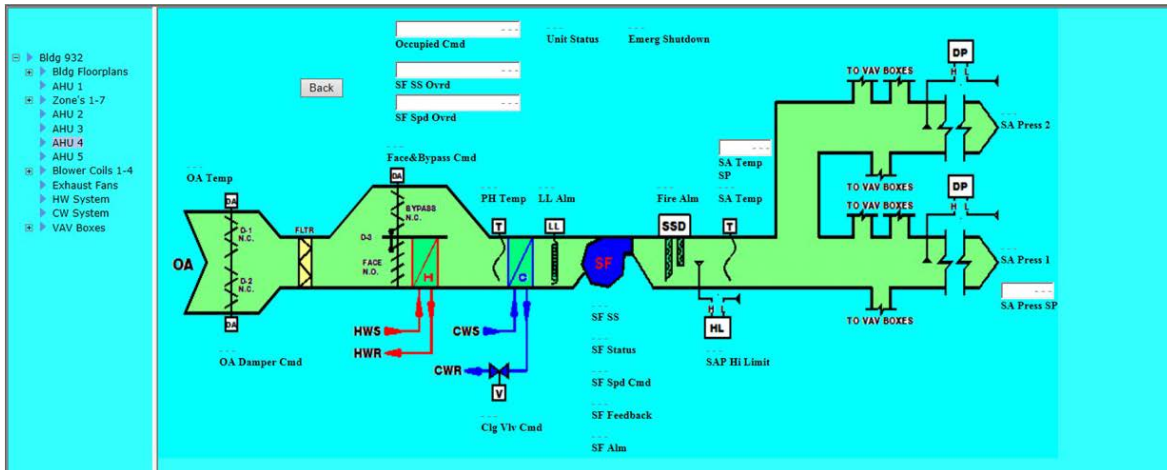 Bldg 932
Bldg Floorplans
AHU 1
Zone's 1-7
AHU 2
AHU 3
AHU 4
AHU 5
Blower Coils 1-4
Exhaust Fans
HW System
CW System
VAV Boxes
Back
---
Occupied Cmd
---
Unit Status
---
Emerg Shutdown
---
SF SS Ovrd
---
SF Spd Ovrd
---
Face&Bypass Cmd
---
OA Temp
DA
DA
BYPASS
N.C.
D-1
N.C.
D-2
N.C.
FLTR
D-3
FACE
N.O.
OA
DA
---
OA Damper Cmd
H
HWS
HWR
---
PH Temp
T
---
LL Alm
LL
C
CWS
CWR
V
---
Clg Vlv Cmd
SF
---
SF SS
---
SF Status
---
SF Spd Cmd
---
SF Feedback
---
SF Alm
---
Fire Alm
SSD
---
SA Temp
SP
---
SA Temp
T
H L
HL
---
SAP Hi Limit
TO VAV BOXES
DP
H L
---
SA Press 2
TO VAV BOXES
TO VAV BOXES
DP
H L
---
SA Press 1
---
SA Press SP
TO VAV BOXES